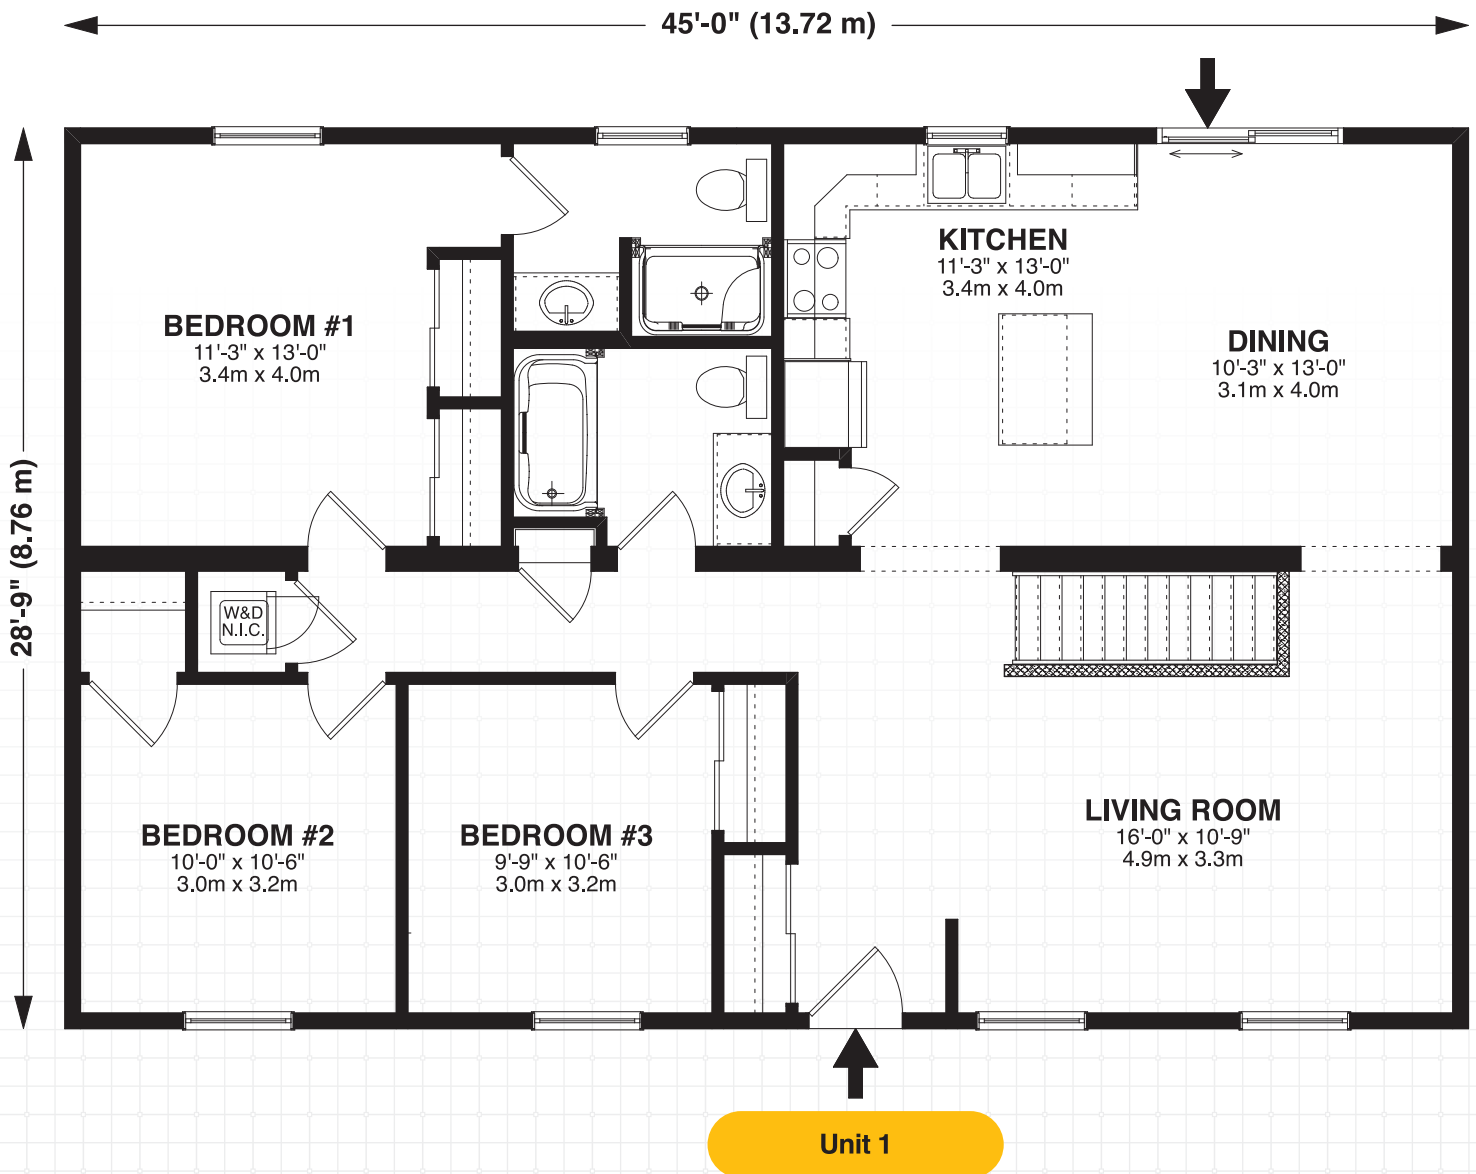 45'-0" (13.72 m)
28'-9" (8.76 m)
KITCHEN
11'-3" x 13'-0"
3.4m x 4.0m
BEDROOM #1
11'-3" x 13'-0"
3.4m x 4.0m
DINING
10'-3" x 13'-0"
3.1m x 4.0m
W&D
N.I.C.
LIVING ROOM
16'-0" x 10'-9"
4.9m x 3.3m
BEDROOM #2
10'-0" x 10'-6"
3.0m x 3.2m
BEDROOM #3
9'-9" x 10'-6"
3.0m x 3.2m
Unit 1